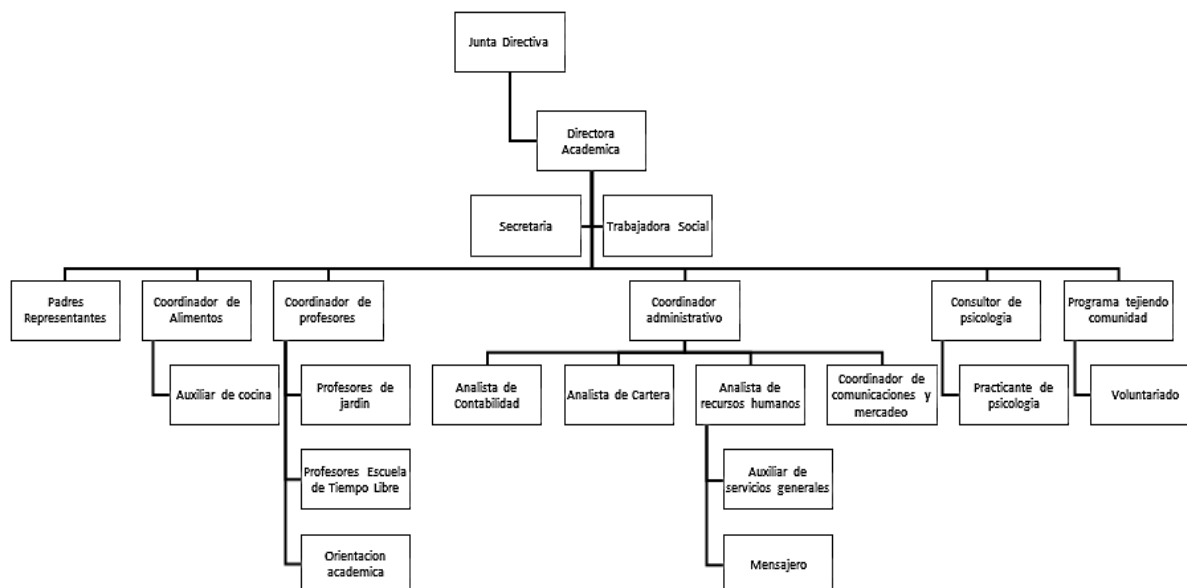 Junta Directiva
Directora
Academica
Secretaria
Trabajadora Social
Padres
Representantes
Coordinador de
Alimentos
Coordinador de
profesores
Coordinador
administrativo
Consultor de
psicologia
Programa tejiendo
comunidad
Auxiliar de cocina
Profesores de
jardin
Analista de
Contabilidad
Analista de Cartera
Analista de
recursos humanos
Coordinador de
comunicaciones y
mercadeo
Practicante de
psicologia
Voluntariado
Profesores Escuela
de Tiempo Libre
Auxiliar de
servicios generales
Orientacion
academica
Mensajero